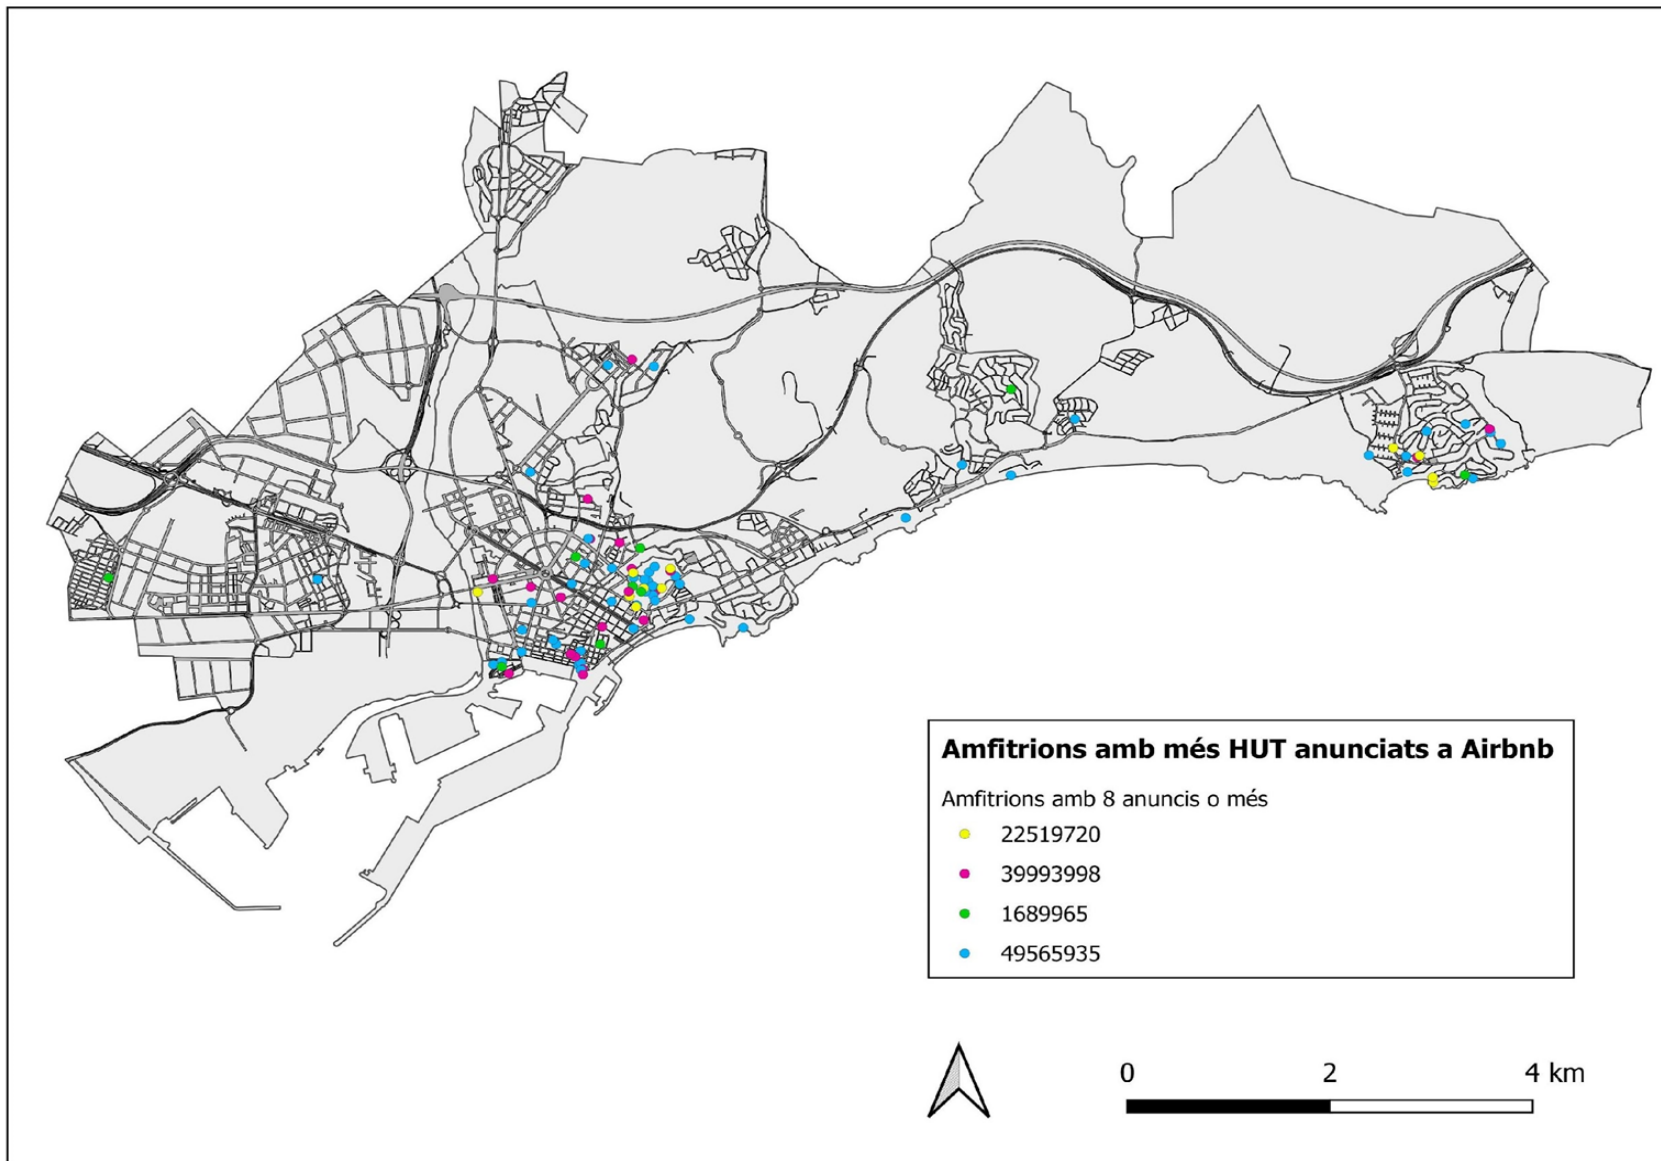 Amfitrions amb més HUT anunciats a Airbnb
Amfitrions amb 8 anuncis o més
22519720
39993998
1689965
49565935
0 2 4 km